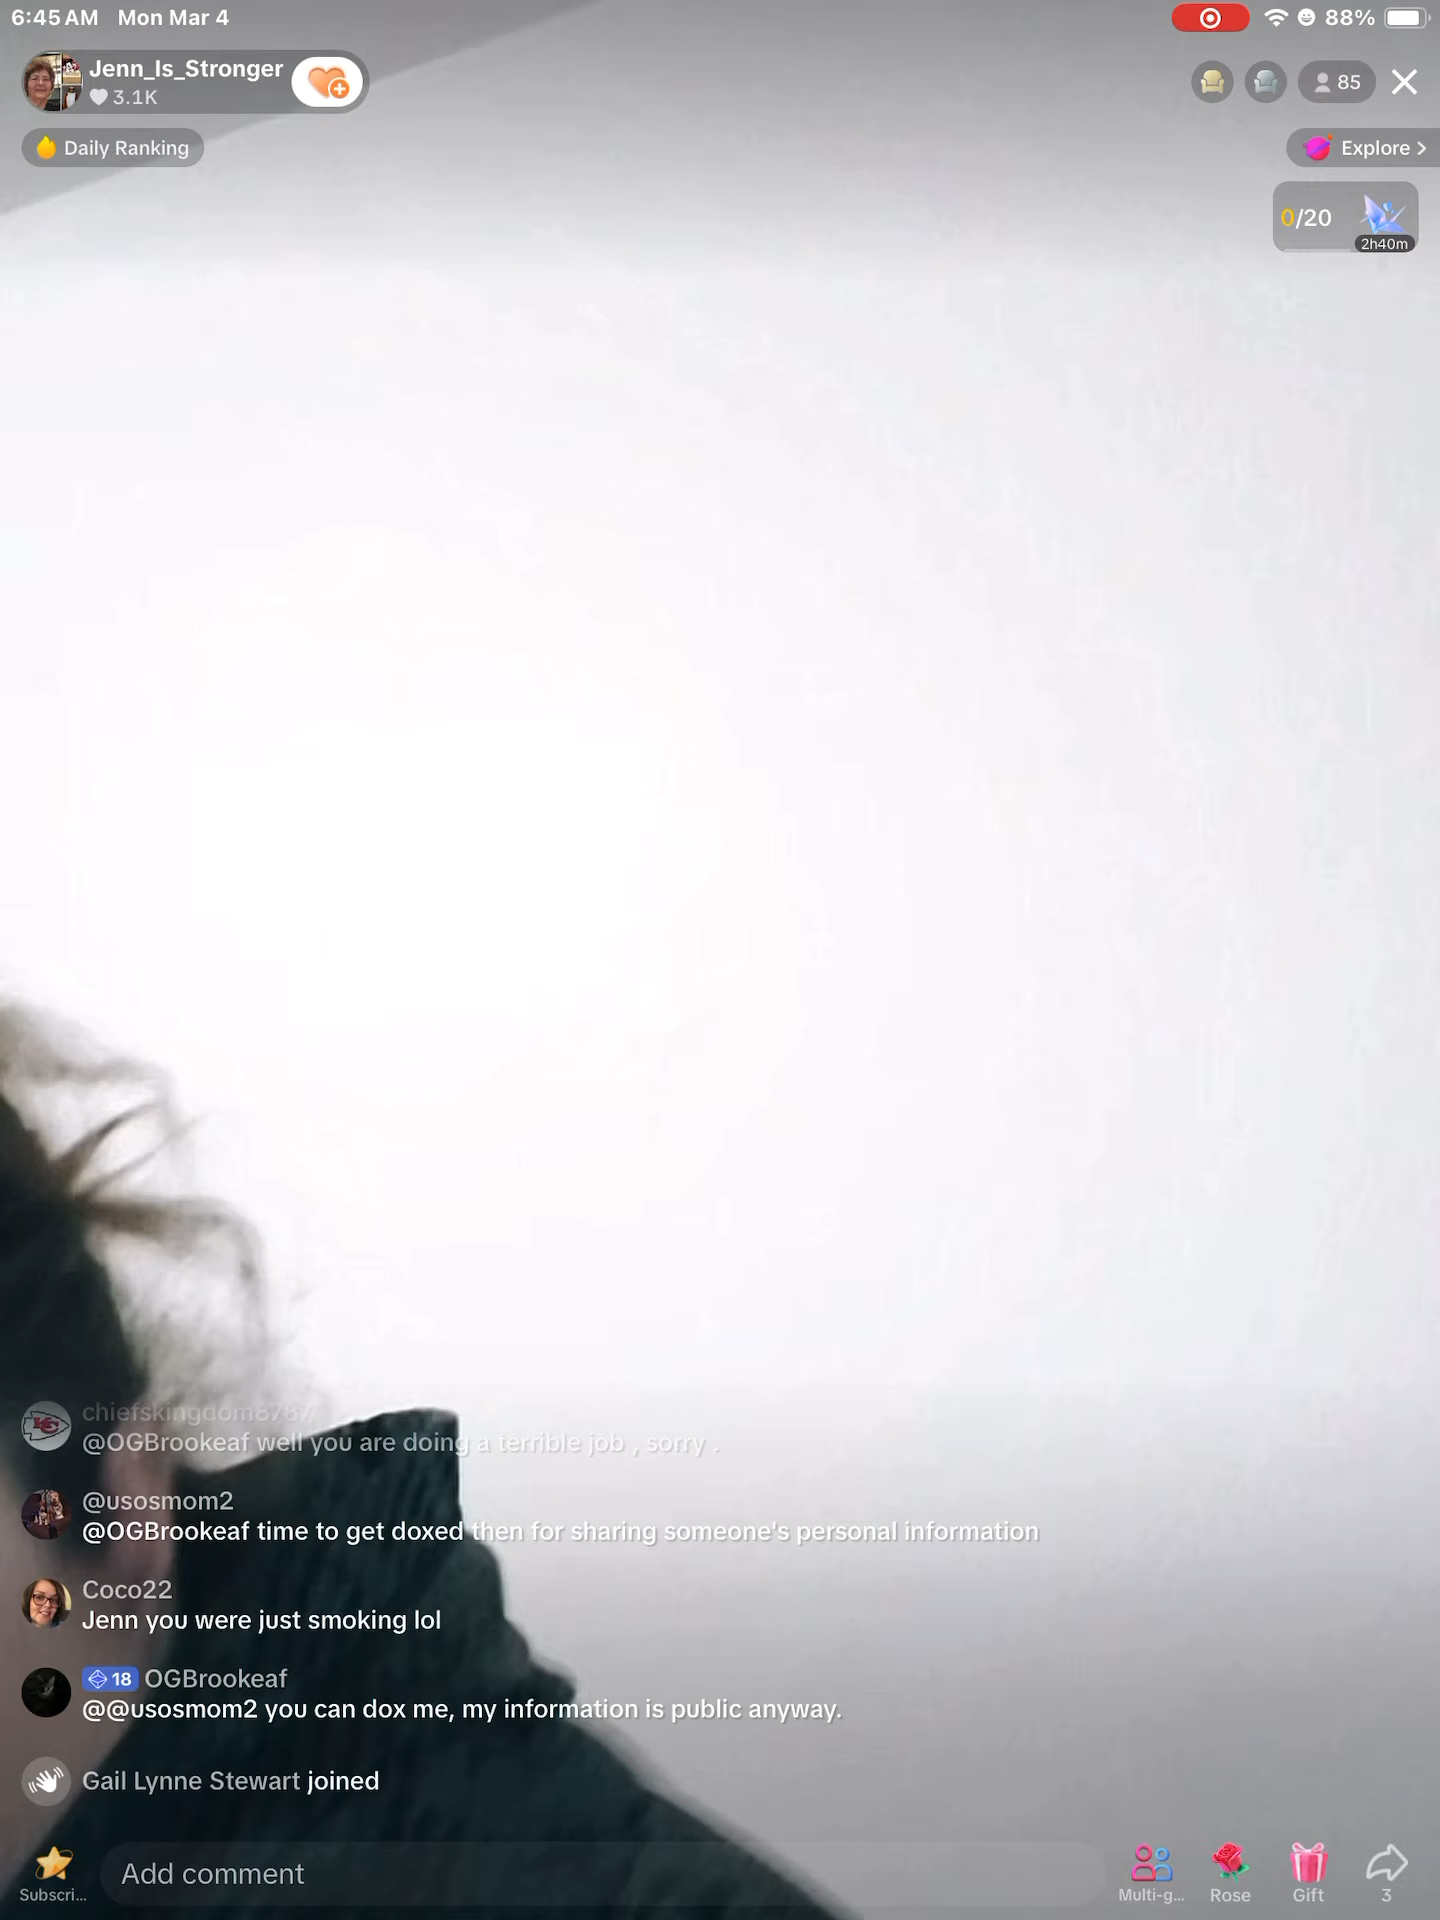 6:45 AM Mon Mar 4 88%
Jenn_Is_Stronger
3.1K
85
Daily Ranking
Explore >
0/20
2h40m
chiefskingdom8787
@OGBrookeaf well you are doing a terrible job , sorry .
@usosmom2
@OGBrookeaf time to get doxed then for sharing someone's personal information
Coco22
Jenn you were just smoking lol
18 OGBrookeaf
@@usosmom2 you can dox me, my information is public anyway.
Gail Lynne Stewart joined
Add comment
Subscri... Multi-g... Rose Gift 3